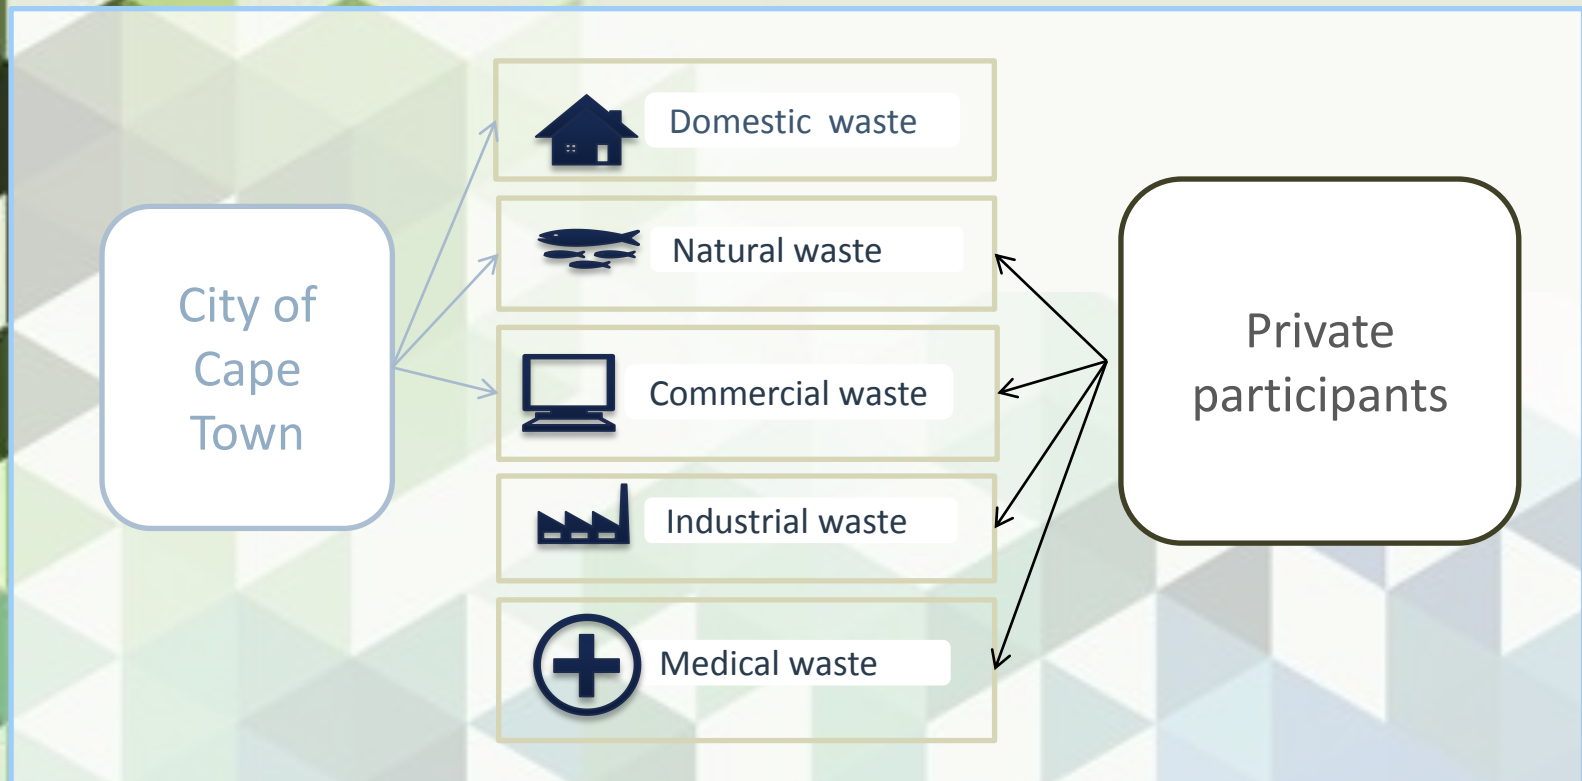 City of
Cape
Town
Domestic  waste
Natural waste
Commercial waste
Industrial waste
Medical waste
Private
participants